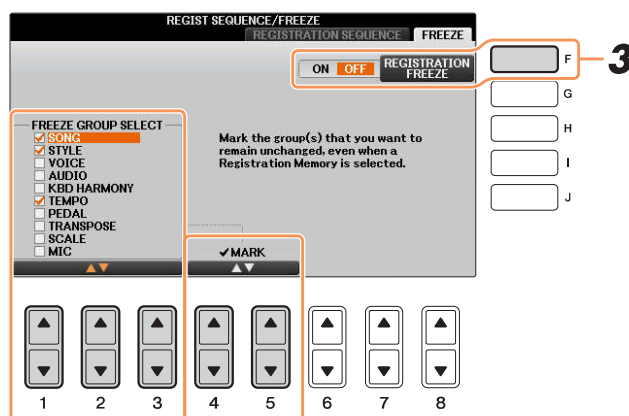 REGIST SEQUENCE/FREEZE
REGISTRATION SEQUENCE FREEZE
ON OFF REGISTRATION FREEZE
F
3
G
H
I
J
FREEZE GROUP SELECT
SONG
STYLE
VOICE
AUDIO
KBD HARMONY
TEMPO
PEDAL
TRANSPOSE
SCALE
MIC
Mark the group(s) that you want to
remain unchanged, even when a
Registration Memory is selected.
✓MARK
▲▼ ▲▼
1 2 3 4 5 6 7 8